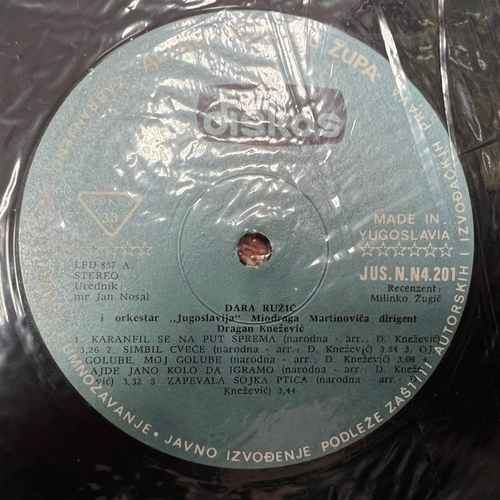 ŽUPA
diskos
33
MADE IN
YUGOSLAVIA
LPD 857 A
STEREO
Urednik
mr Jan Nosal
JUS. N.N4.201
Recenzent:
Milinko Žugić
DARA RUŽIĆ
i orkestar „Jugoslavija" Miodraga Martinovića dirigent
Dragan Knežević
1. KARANFIL SE NA PUT SPREMA (narodna - arr. D. Knežević)
3,26 2. SIMBIL CVEĆE (narodna - arr. D. Knežević) 3,34 3. OJ,
GOLUBE, MOJ GOLUBE (narodna - arr. D. Knežević) 3,08 4.
AJDE JANO KOLO DA IGRAMO (narodna - arr. D. Knežević)
3,32 5. ZAPEVALA SOJKA PTICA (narodna - arr. D.
Knežević) 3,44
UMNOŽAVANJE • JAVNO IZVOĐENJE PODLEŽE ZAŠTITI AUTORSKIH I IZVOĐAČKIH PRAVA